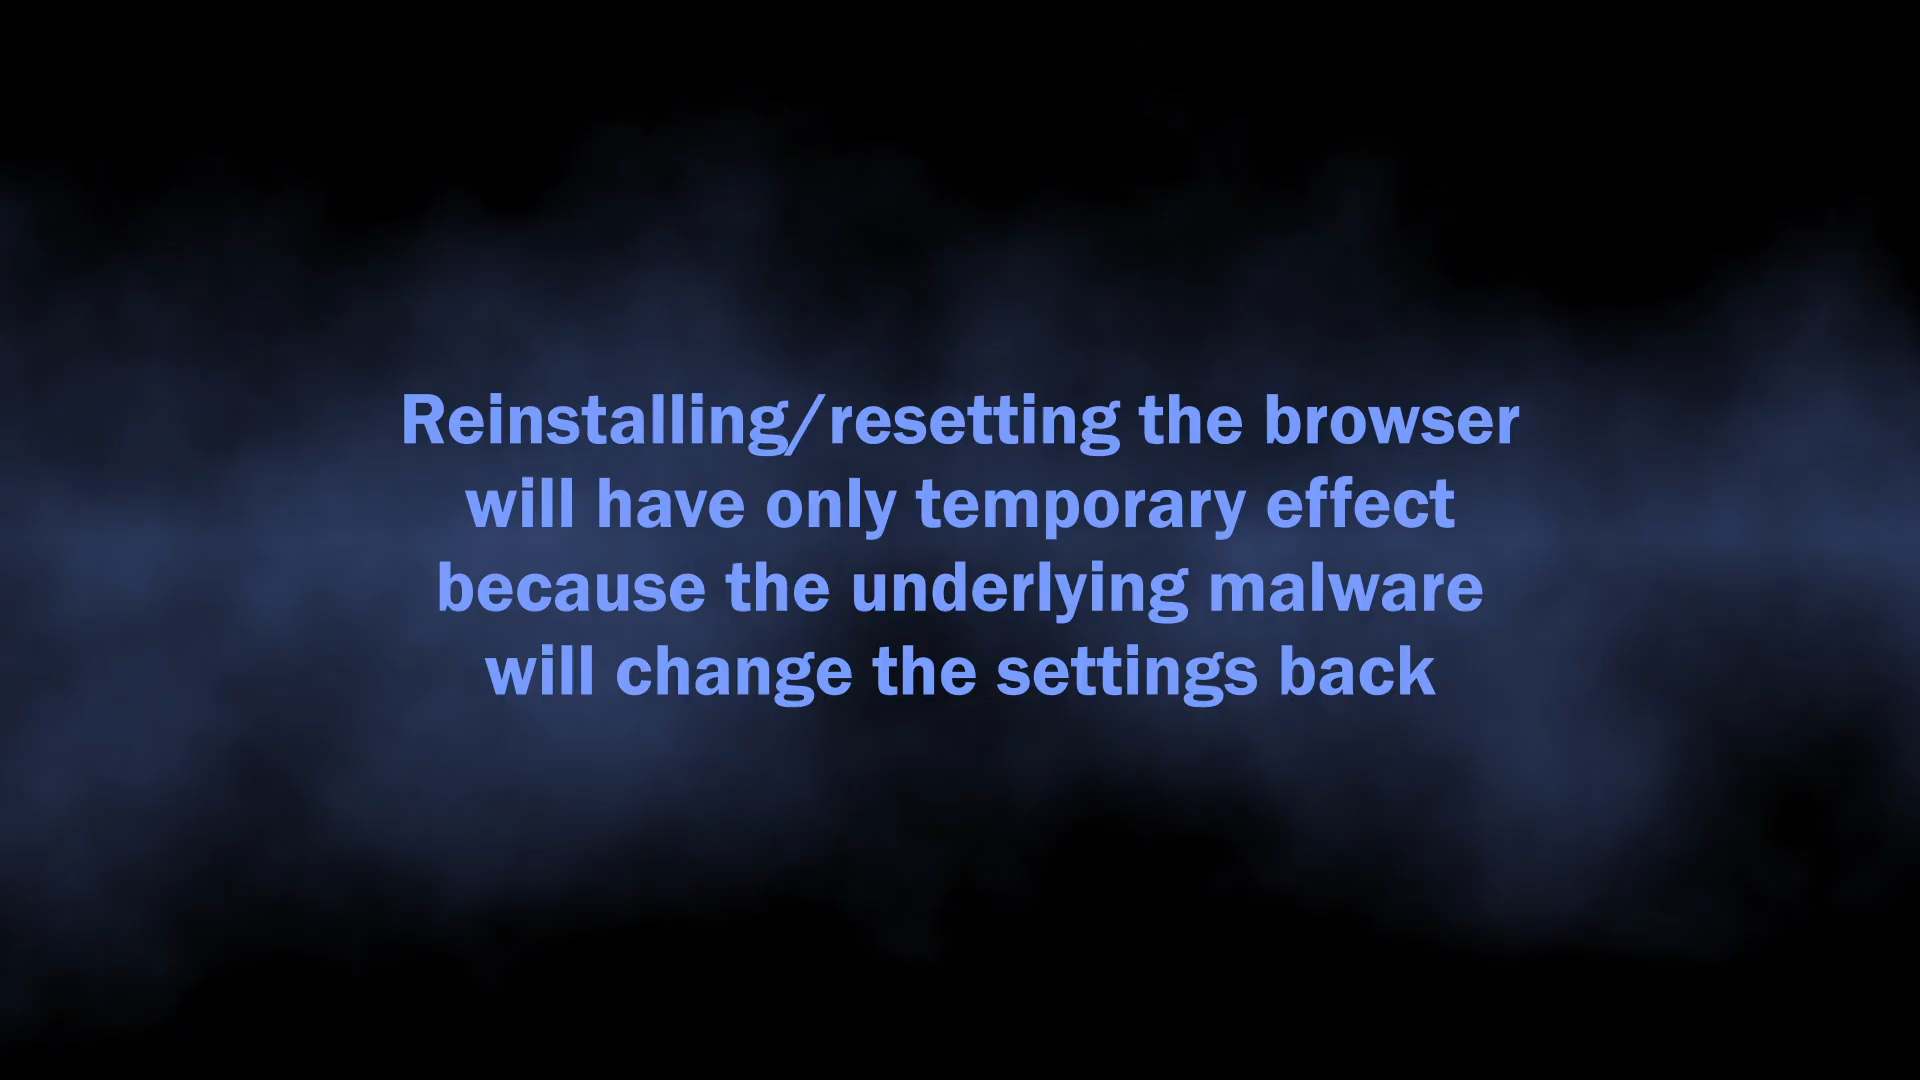 Reinstalling/resetting the browser
will have only temporary effect
because the underlying malware
will change the settings back